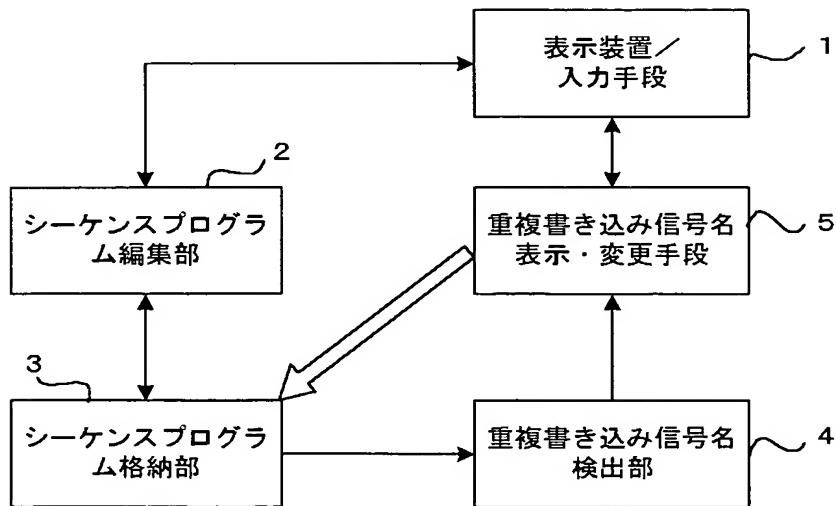 表示装置／
入力手段
1
2
シーケンスプログラ
ム編集部
重複書き込み信号名
表示・変更手段
5
3
シーケンスプログラ
ム格納部
重複書き込み信号名
検出部
4